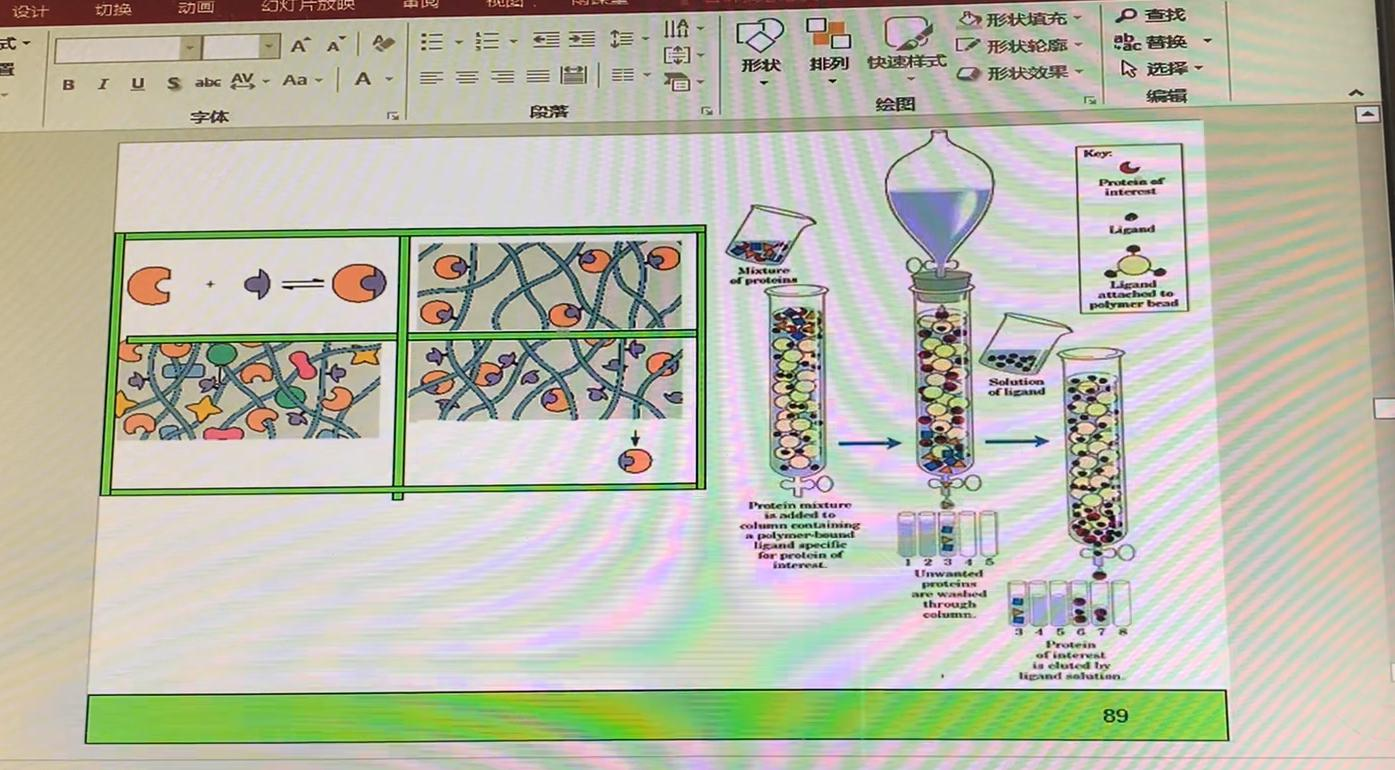 设计 切换 动画 幻灯片放映 审阅 视图
式
置
形状填充 查找
形状 排列 快速样式 形状轮廓 替换
B I U S abc AV Aa A 形状效果 选择
字体 段落 绘图 编辑
+
Mixture
of proteins
Protein mixture
is added to
column containing
a polymer-bound
ligand specific
for protein of
interest.
1 2 3 4 5
Unwanted
proteins
are washed
through
column.
Solution
of ligand
3 4 5 6 7 8
Protein
of interest
is eluted by
ligand solution.
Key:
Protein of
interest
Ligand
Ligand
attached to
polymer bead
89